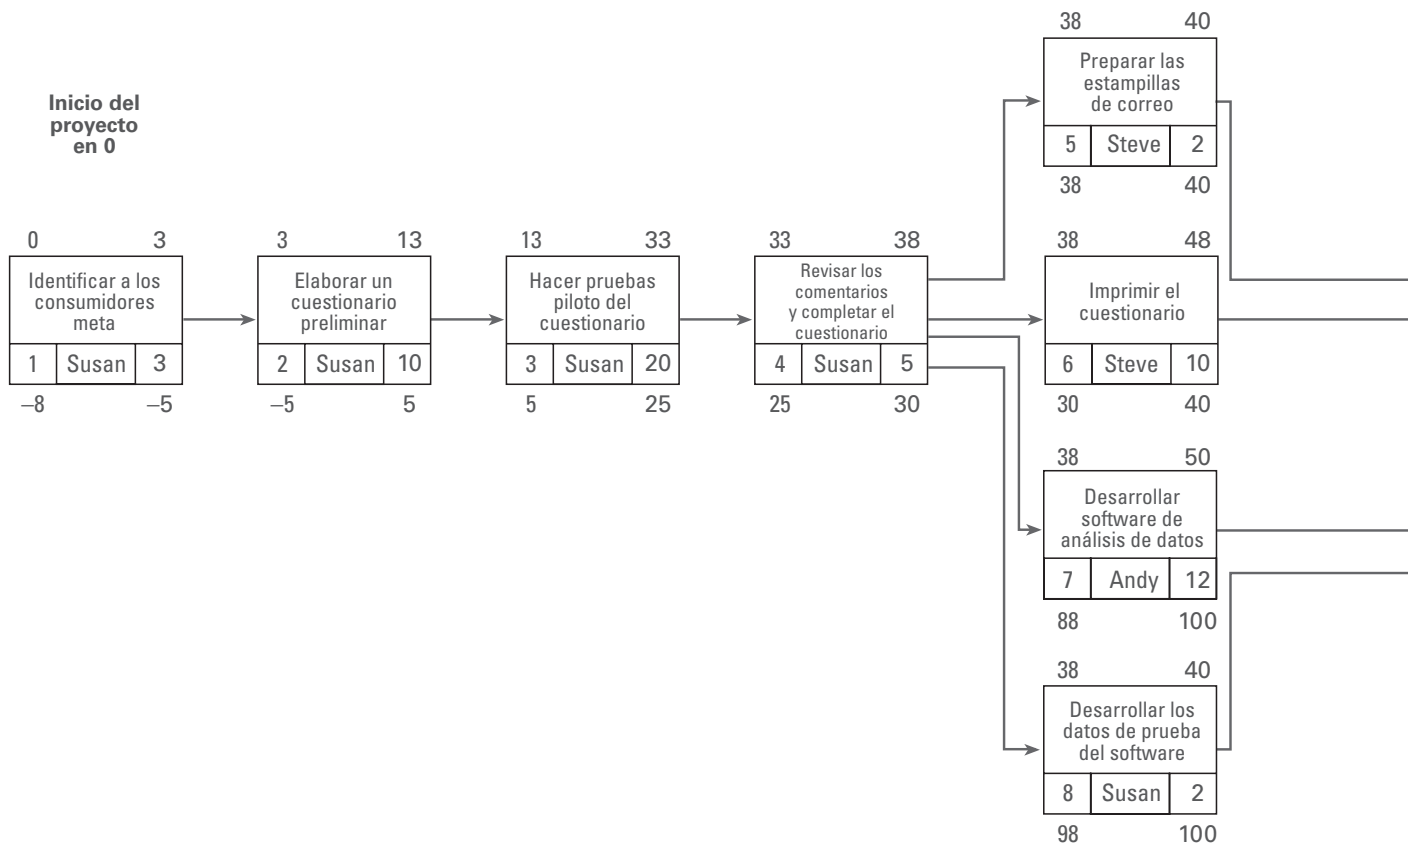 Inicio del
proyecto
en 0
0 3
Identificar a los
consumidores
meta
1 Susan 3
–8 –5
3 13
Elaborar un
cuestionario
preliminar
2 Susan 10
–5 5
13 33
Hacer pruebas
piloto del
cuestionario
3 Susan 20
5 25
33 38
Revisar los
comentarios
y completar el
cuestionario
4 Susan 5
25 30
38 40
Preparar las
estampillas
de correo
5 Steve 2
38 40
38 48
Imprimir el
cuestionario
6 Steve 10
30 40
38 50
Desarrollar
software de
análisis de datos
7 Andy 12
88 100
38 40
Desarrollar los
datos de prueba
del software
8 Susan 2
98 100